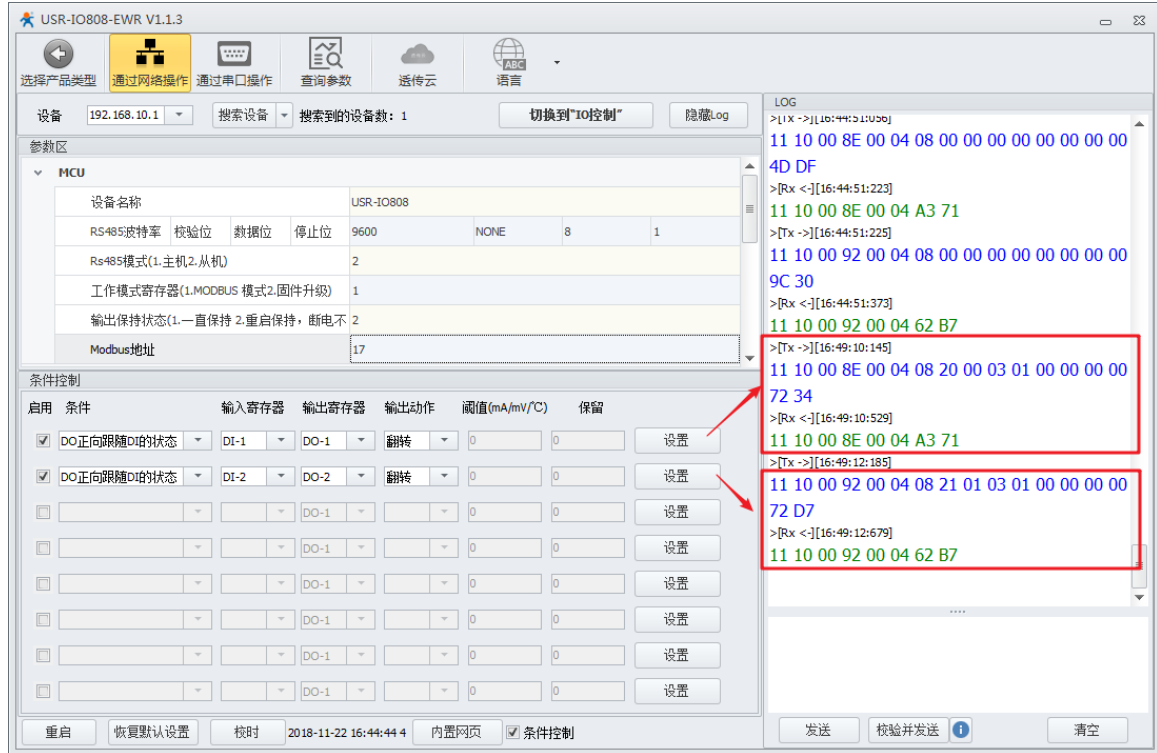 USR-IO808-EWR V1.1.3
选择产品类型 通过网络操作 通过串口操作 查询参数 透传云 ABC 语言
设备 192.168.10.1 搜索设备 搜索到的设备数: 1 切换到"IO控制" 隐藏Log
参数区
MCU
设备名称 USR-IO808
RS485波特率 校验位 数据位 停止位 9600 NONE 8 1
Rs485模式(1.主机2.从机) 2
工作模式寄存器(1.MODBUS 模式2.固件升级) 1
输出保持状态(1.一直保持 2.重启保持，断电不 2
Modbus地址 17
条件控制
启用 条件 输入寄存器 输出寄存器 输出动作 阈值(mA/mV/℃) 保留
DO正向跟随DI的状态 DI-1 DO-1 翻转 0 0 设置
DO正向跟随DI的状态 DI-2 DO-2 翻转 0 0 设置
DO-1 0 0 设置
DO-1 0 0 设置
DO-1 0 0 设置
DO-1 0 0 设置
DO-1 0 0 设置
DO-1 0 0 设置
重启 恢复默认设置 校时 2018-11-22 16:44:44 4 内置网页 条件控制
LOG
>[Tx ->][16:44:51:056]
11 10 00 8E 00 04 08 00 00 00 00 00 00 00 00
4D DF
>[Rx <-][16:44:51:223]
11 10 00 8E 00 04 A3 71
>[Tx ->][16:44:51:225]
11 10 00 92 00 04 08 00 00 00 00 00 00 00 00
9C 30
>[Rx <-][16:44:51:373]
11 10 00 92 00 04 62 B7
>[Tx ->][16:49:10:145]
11 10 00 8E 00 04 08 20 00 03 01 00 00 00 00
72 34
>[Rx <-][16:49:10:529]
11 10 00 8E 00 04 A3 71
>[Tx ->][16:49:12:185]
11 10 00 92 00 04 08 21 01 03 01 00 00 00 00
72 D7
>[Rx <-][16:49:12:679]
11 10 00 92 00 04 62 B7
发送 校验并发送 清空